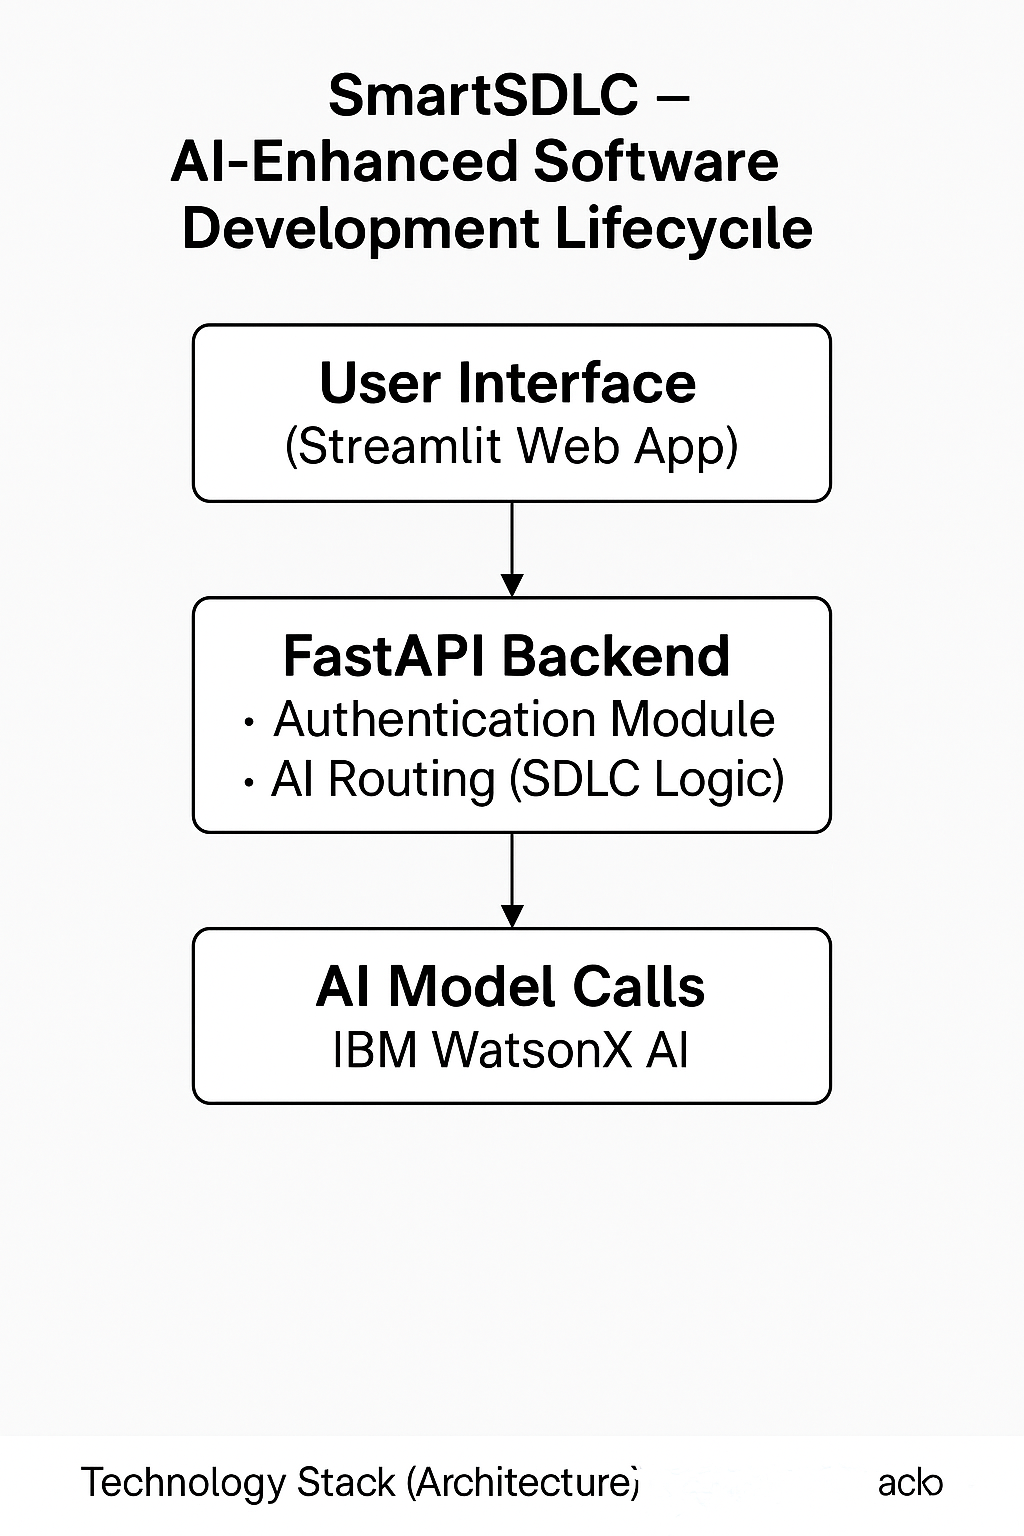 SmartSDLC –
AI-Enhanced Software
Development Lifecycıle
User Interface
(Streamlit Web App)
FastAPI Backend
• Authentication Module
• AI Routing (SDLC Logic)
AI Model Calls
IBM WatsonX AI
Technology Stack (Architecture)